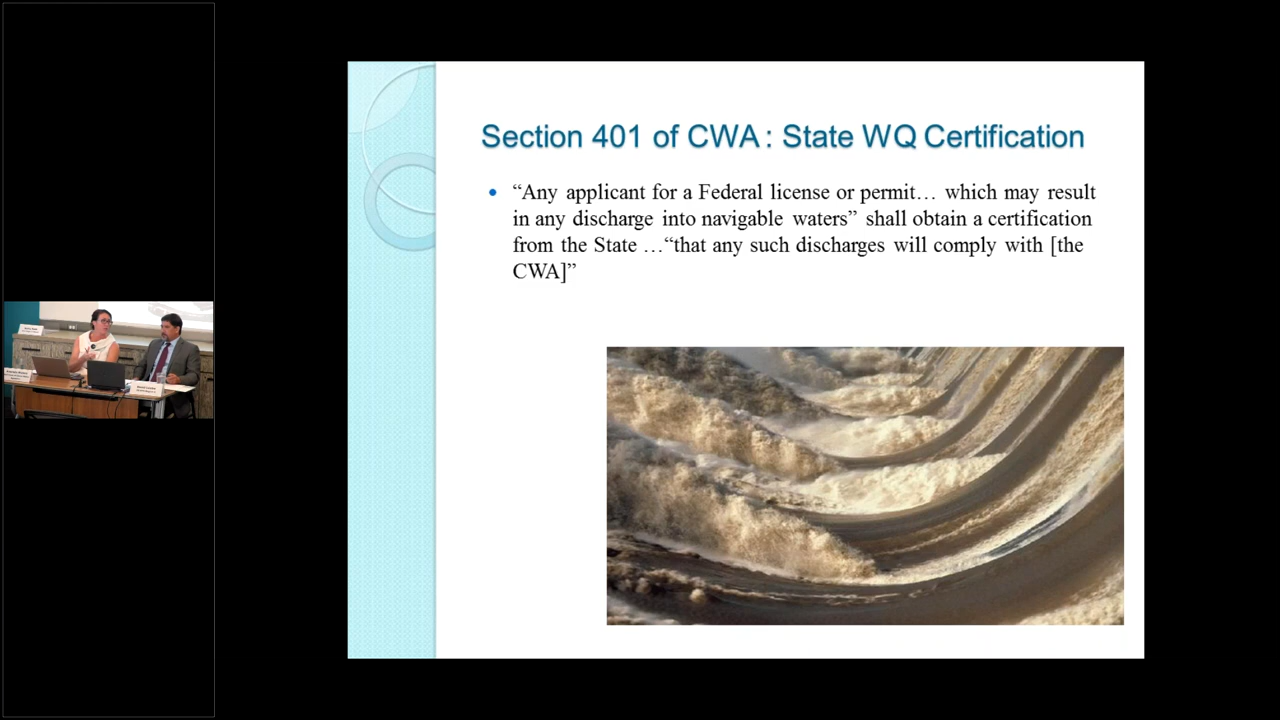 Section 401 of CWA : State WQ Certification
• “Any applicant for a Federal license or permit… which may result
in any discharge into navigable waters” shall obtain a certification
from the State …“that any such discharges will comply with [the
CWA]”